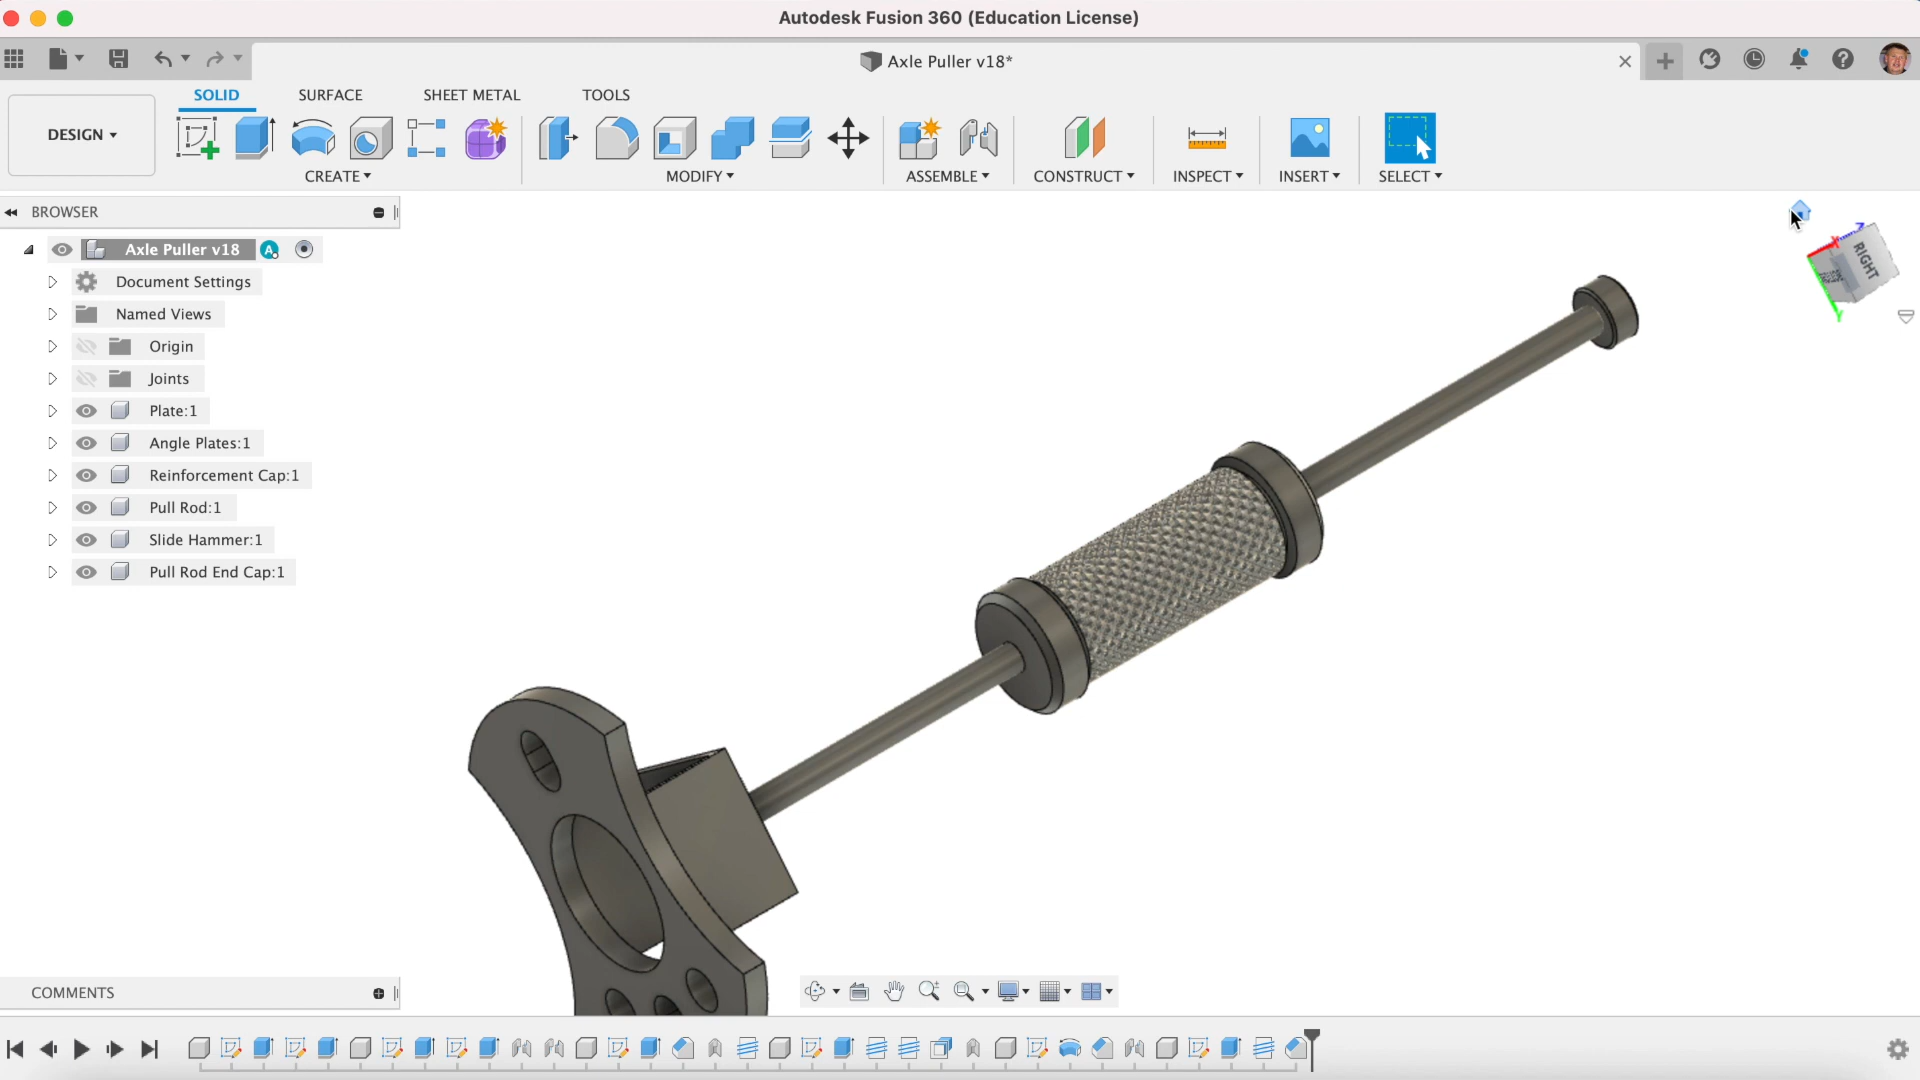 Autodesk Fusion 360 (Education License)
Axle Puller v18*
DESIGN
SOLID
SURFACE
SHEET METAL
TOOLS
CREATE
MODIFY
ASSEMBLE
CONSTRUCT
INSPECT
INSERT
SELECT
BROWSER
Axle Puller v18
A
Document Settings
Named Views
Origin
Joints
Plate:1
Angle Plates:1
Reinforcement Cap:1
Pull Rod:1
Slide Hammer:1
Pull Rod End Cap:1
X
Z
RIGHT
Y
COMMENTS